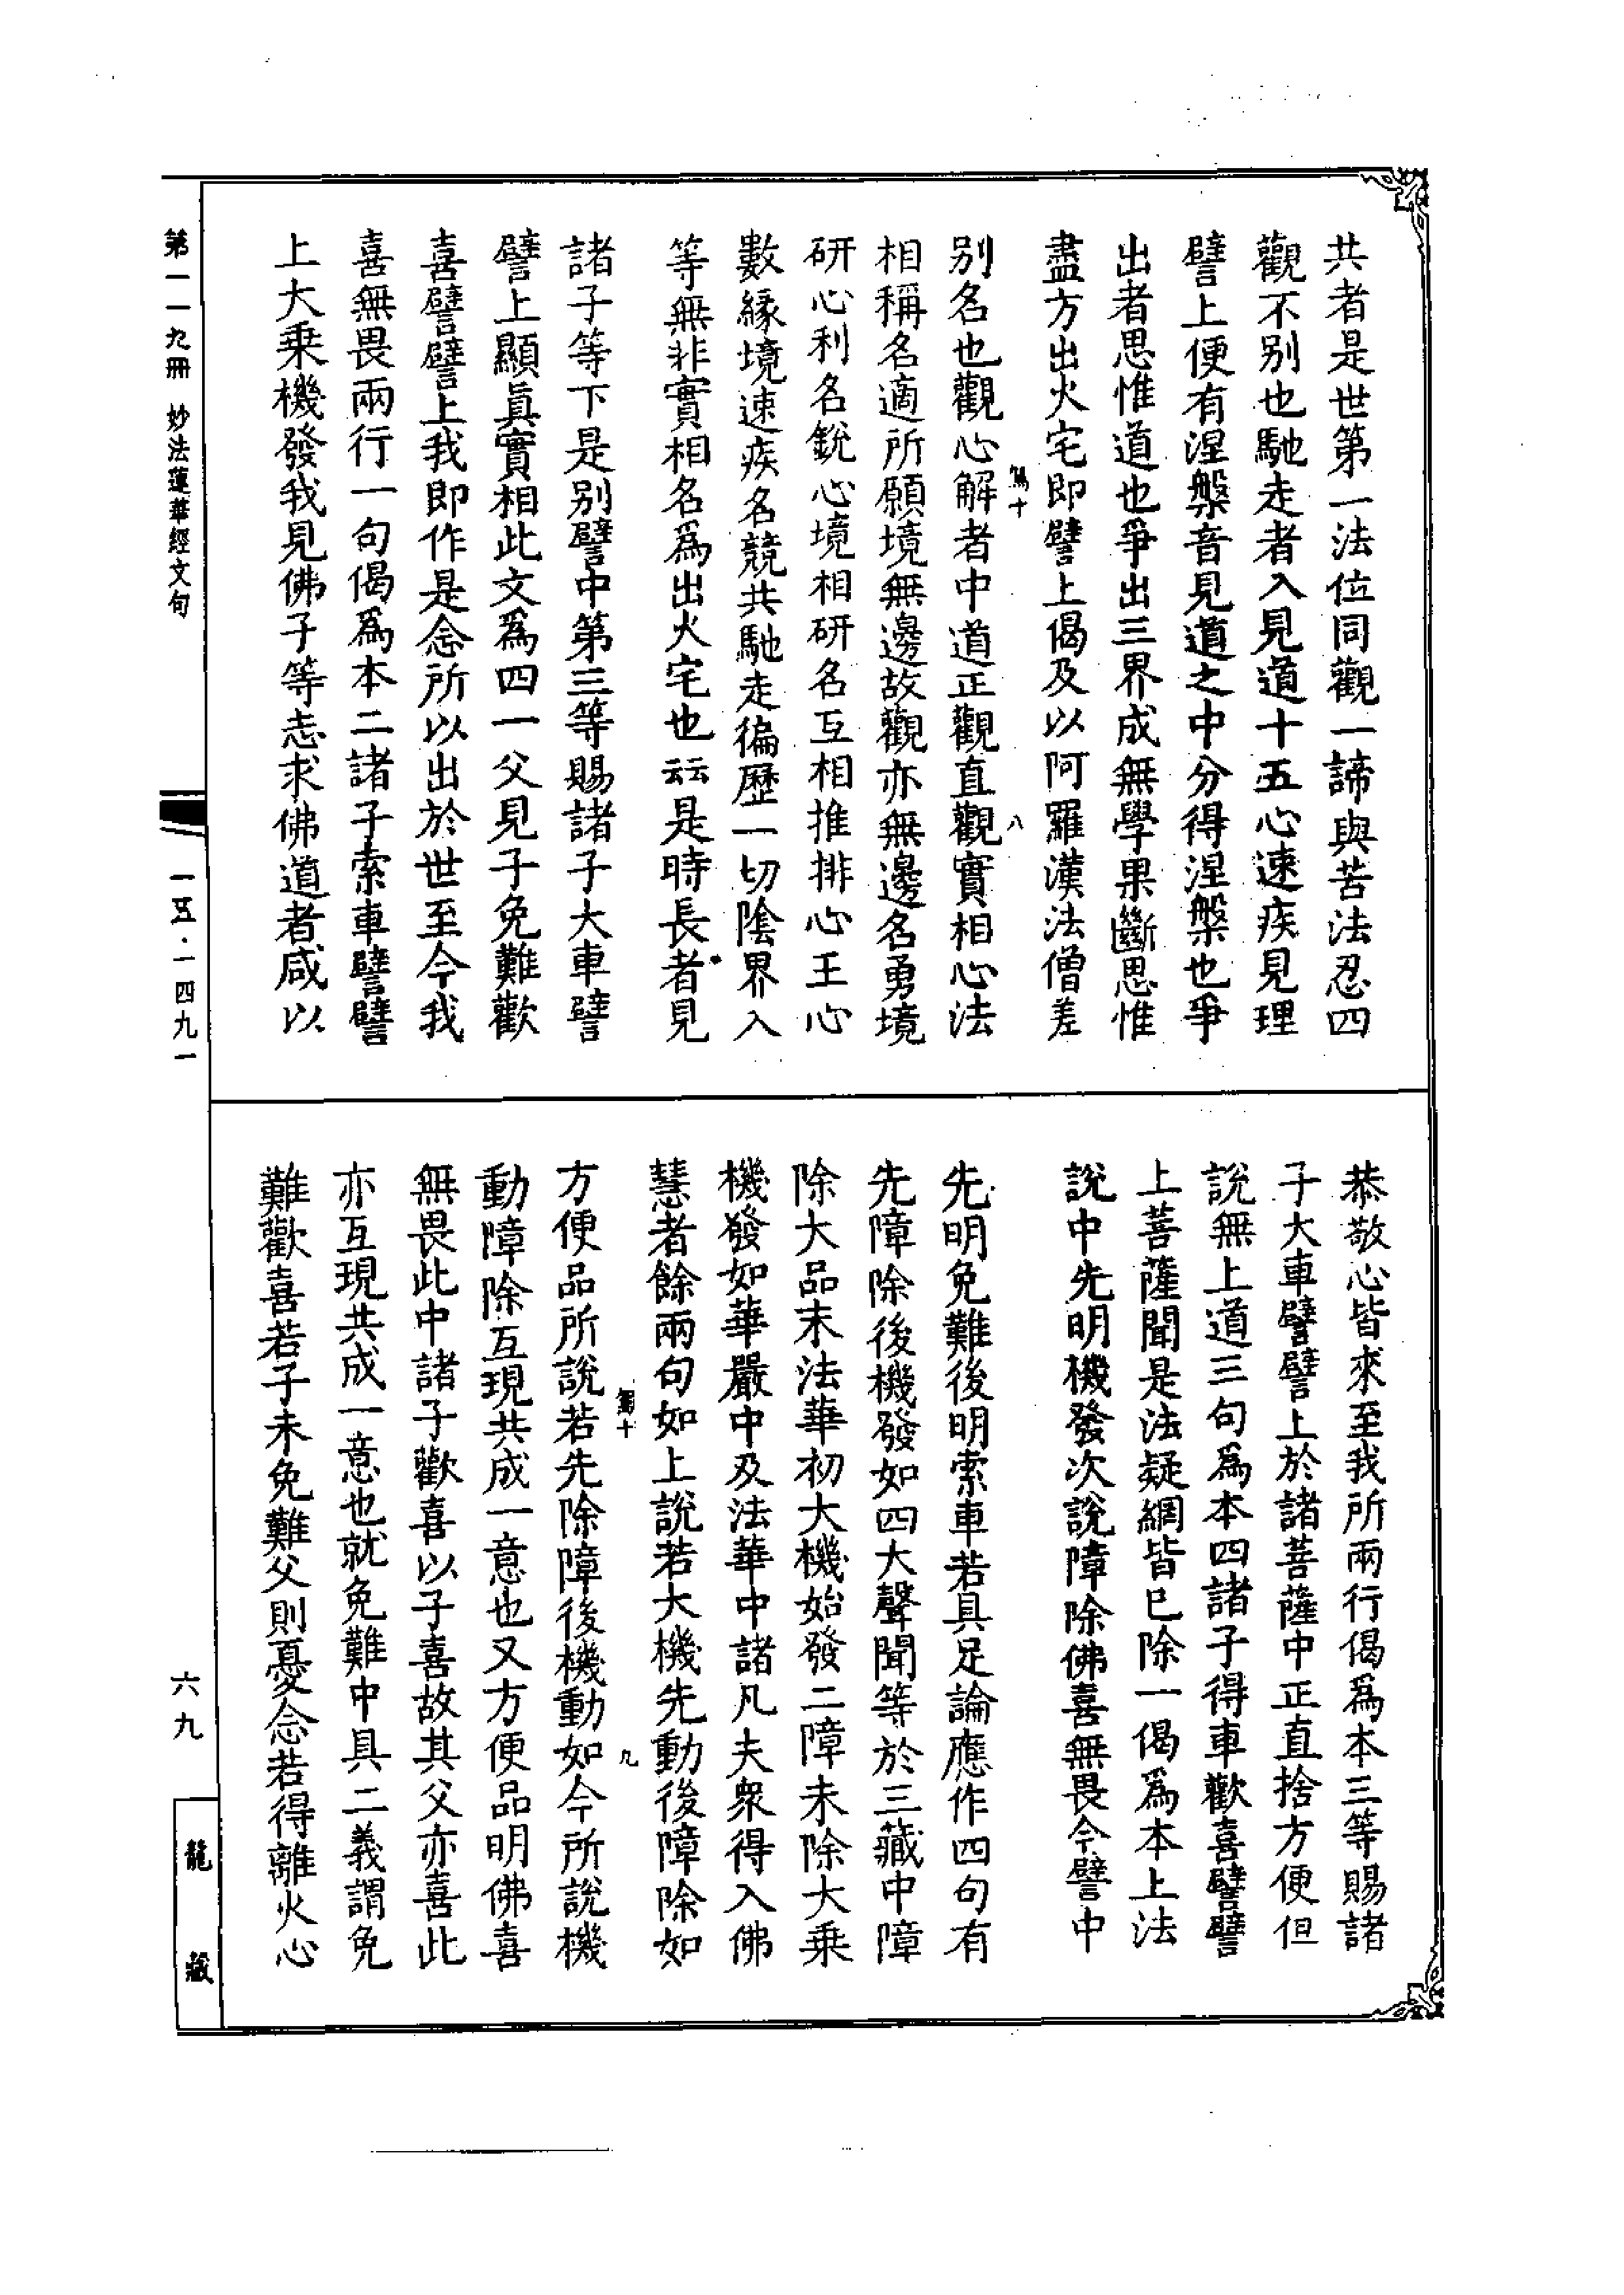 共者是世第一法位同觀一諦與苦法忍四
觀不別也馳走者入見道十五心速疾見理
譬上便有涅槃音見道之中分得涅槃也爭
出者思惟道也爭出三界成無學果斷思惟
盡方出火宅即譬上偈及以阿羅漢法僧差
別名也觀心解者中道正觀直觀實相心法
相稱名適所願境無邊故觀亦無邊名勇境
研心利名銳心境相研名互相推排心王心
數緣境速疾名競共馳走徧歷一切陰界入
等無非實相名為出火宅也云云是時長者見
諸子等下是別譬中第三等賜諸子大車譬
譬上顯眞實相此文為四一父見子免難歡
喜譬譬上我即作是念所以出於世至今我
喜無畏兩行一句偈為本二諸子索車譬譬
上大乘機發我見佛子等志求佛道者咸以
恭敬心皆來至我所兩行偈為本三等賜諸
子大車譬譬上於諸菩薩中正直捨方便但
說無上道三句為本四諸子得車歡喜譬譬
上菩薩聞是法疑網皆已除一偈為本上法
說中先明機發次說障除佛喜無畏今譬中
先明免難後明索車若具足論應作四句有
先障除後機發如四大聲聞等於三藏中障
除大品末法華初大機始發二障未除大乘
機發如華嚴中及法華中諸凡夫衆得入佛
慧者餘兩句如上說若大機先動後障除如
方便品所說若先除障後機動如今所說機
動障除互現共成一意也又方便品明佛喜
無畏此中諸子歡喜以子喜故其父亦喜此
亦互現共成一意也就免難中具二義謂免
難歡喜若子未免難父則憂念若得離火心
第一一九冊 妙法蓮華經文句
一五·一四九一
六九
龍藏
八
九